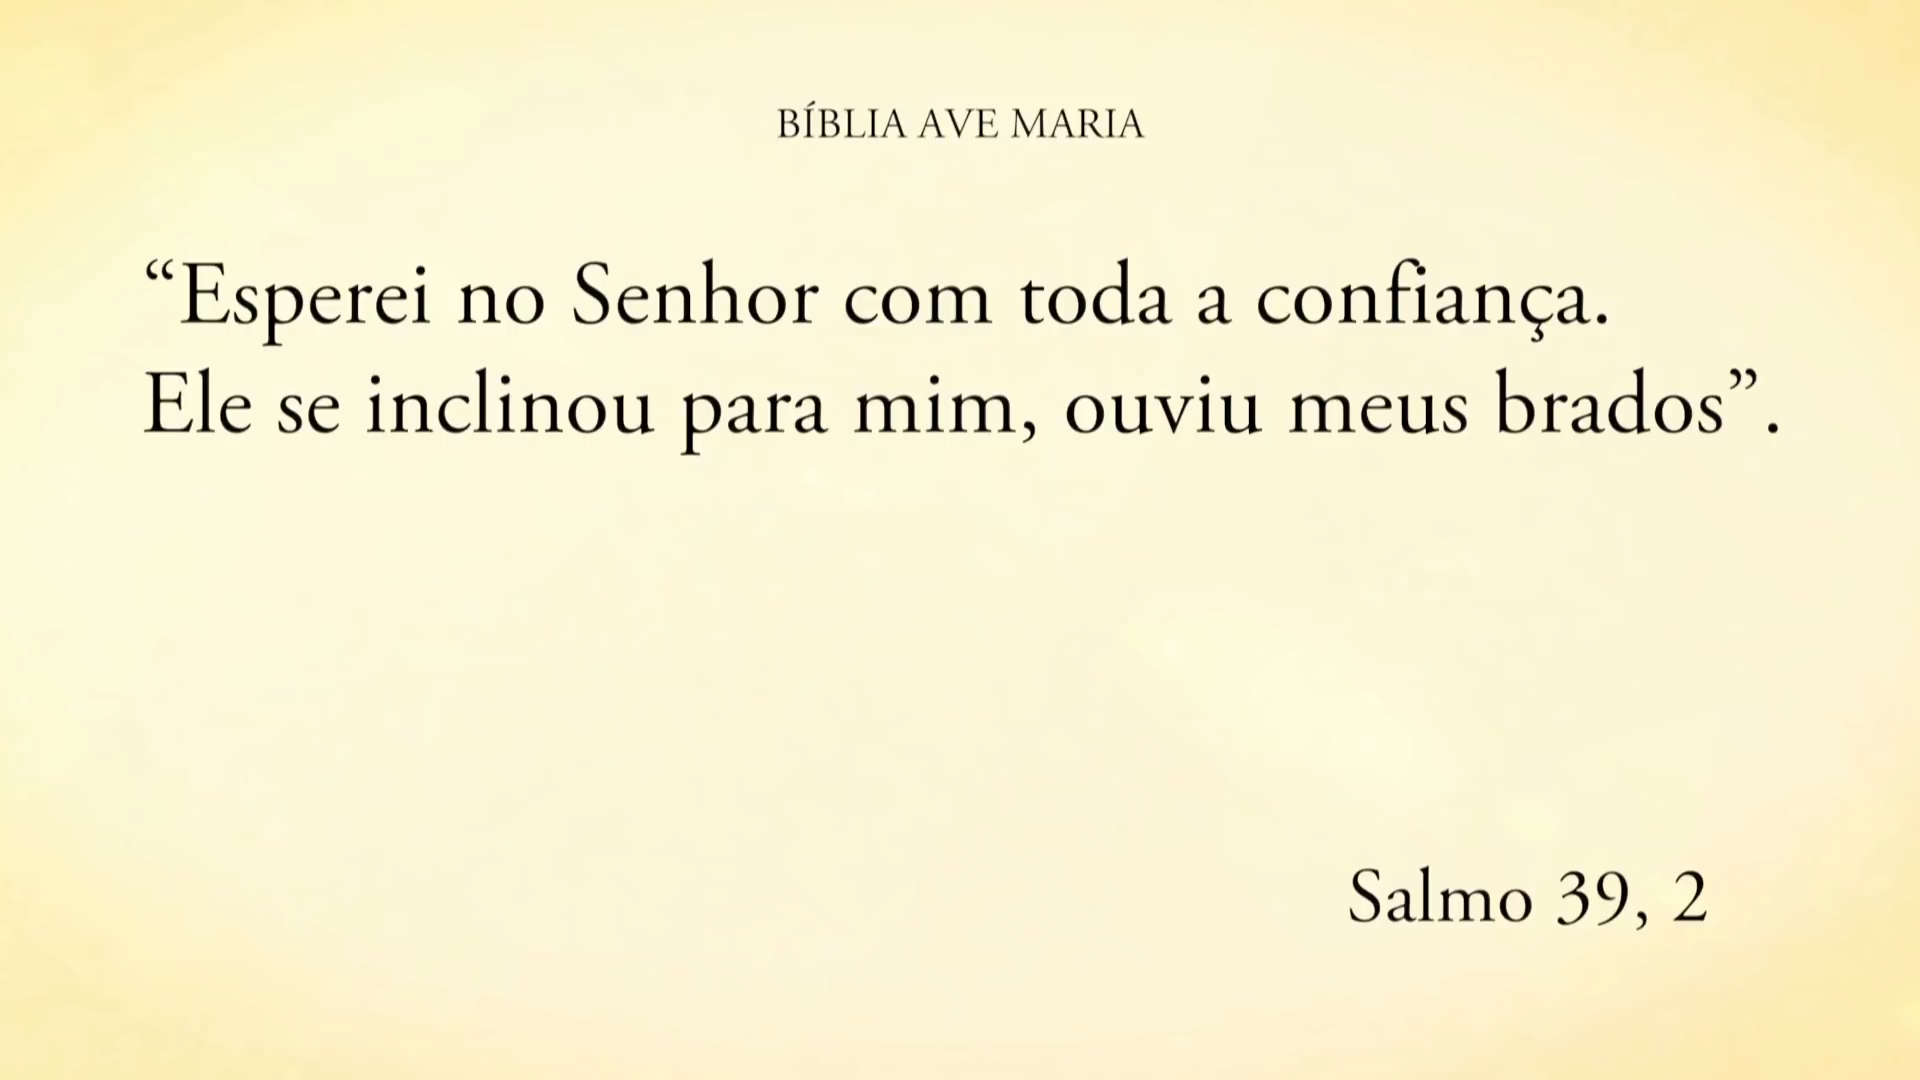 BÍBLIA AVE MARIA
“Esperei no Senhor com toda a confiança.
Ele se inclinou para mim, ouviu meus brados”.
Salmo 39, 2